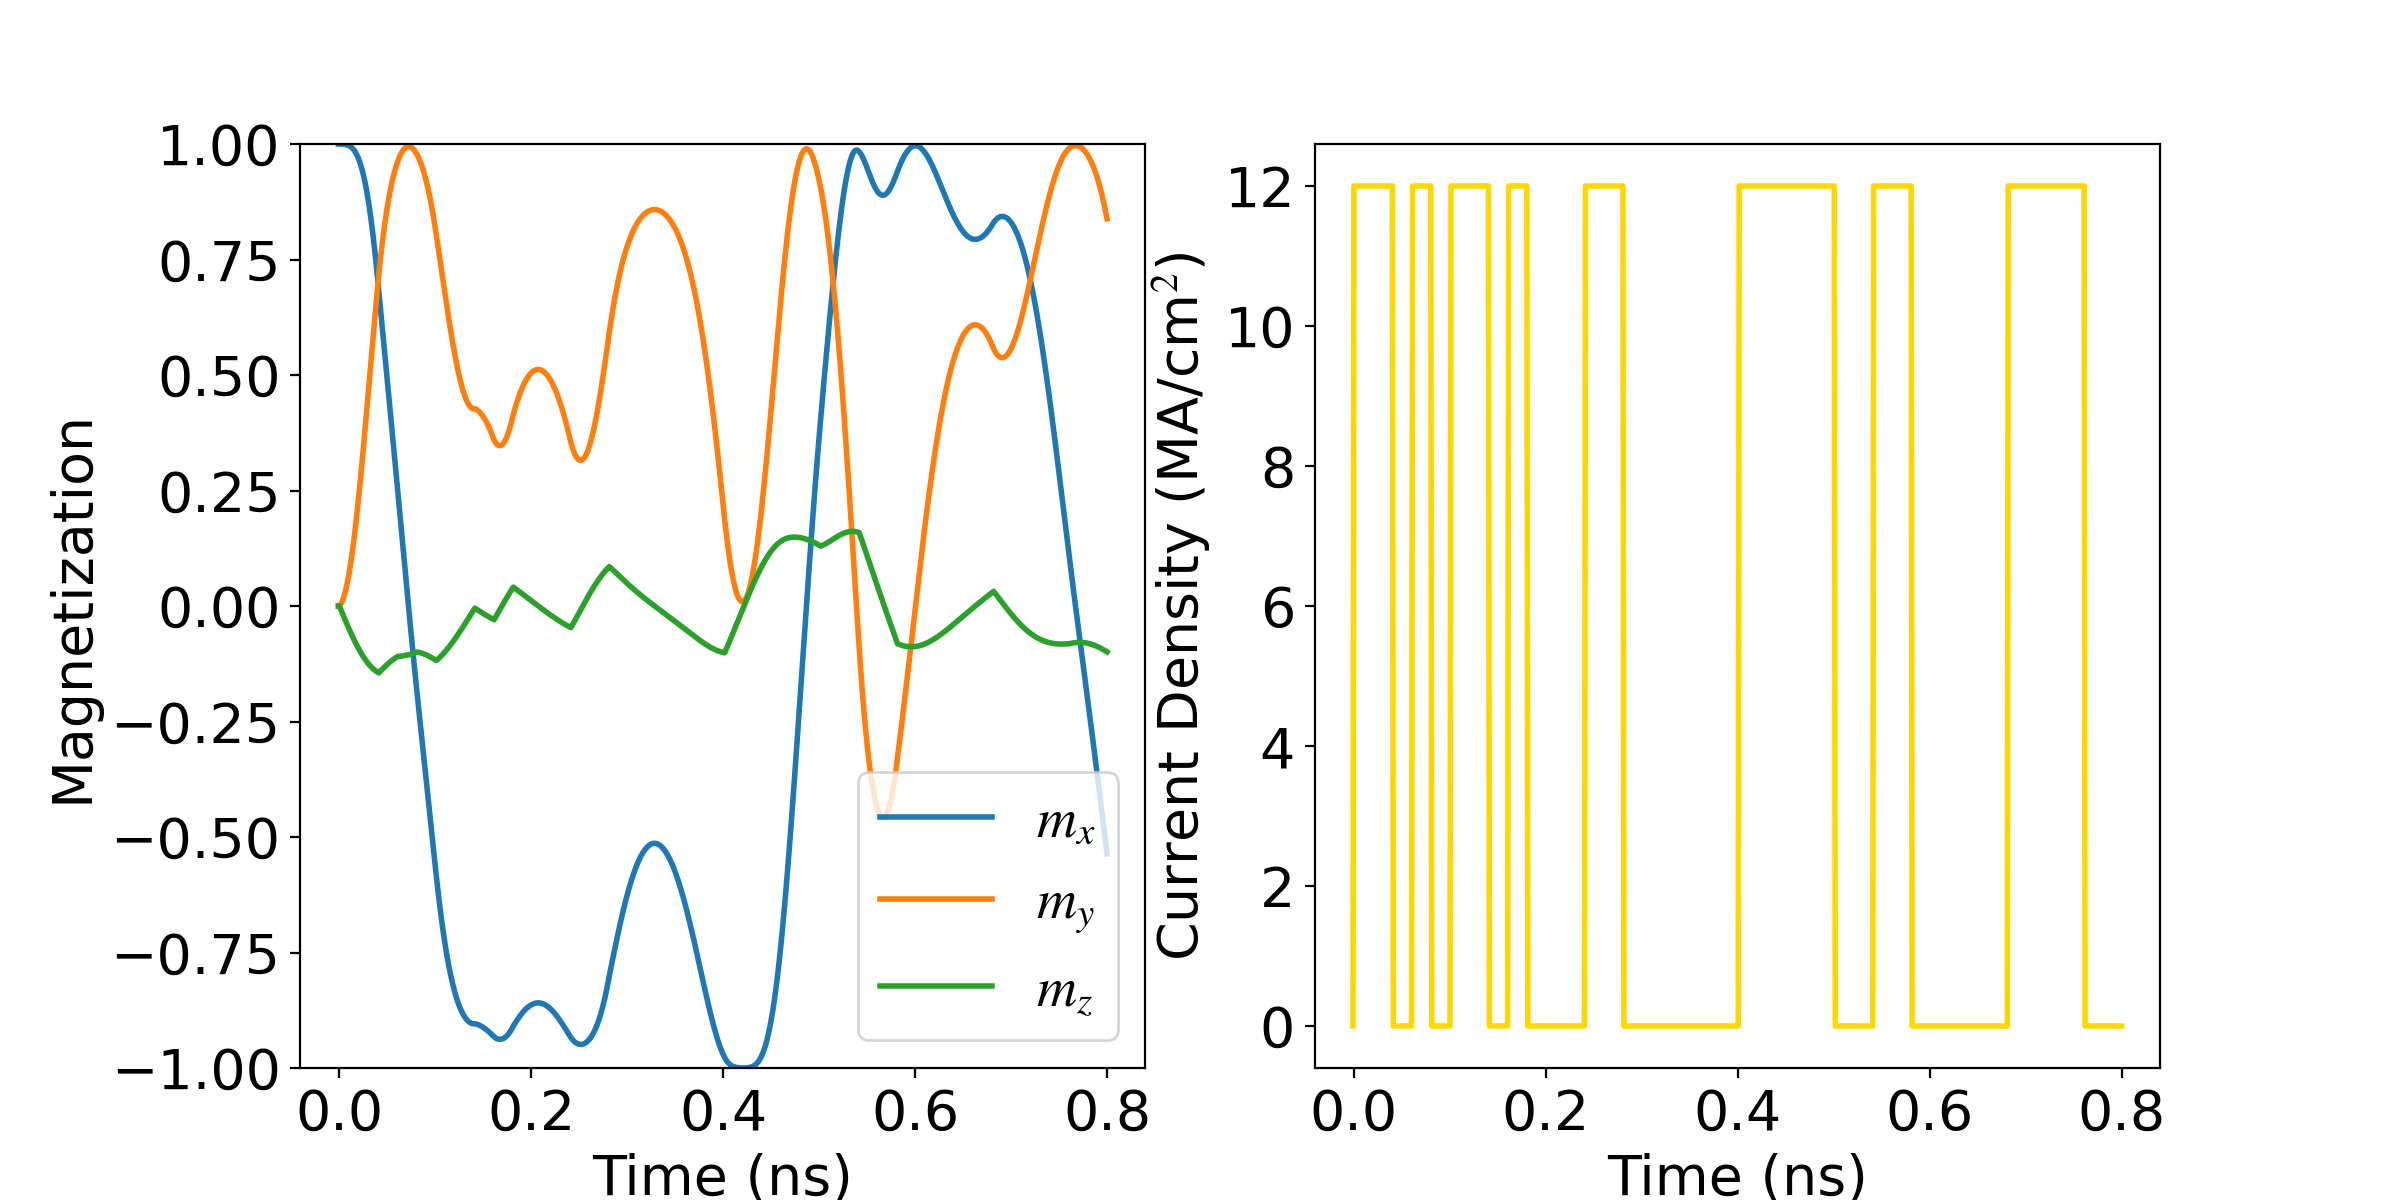 1.00
0.75
0.50
0.25
0.00
−0.25
−0.50
−0.75
−1.00
Magnetization
0.0 0.2 0.4 0.6 0.8
Time (ns)
m_x
m_y
m_z
12
10
8
6
4
2
0
Current Density (MA/cm²)
0.0 0.2 0.4 0.6 0.8
Time (ns)